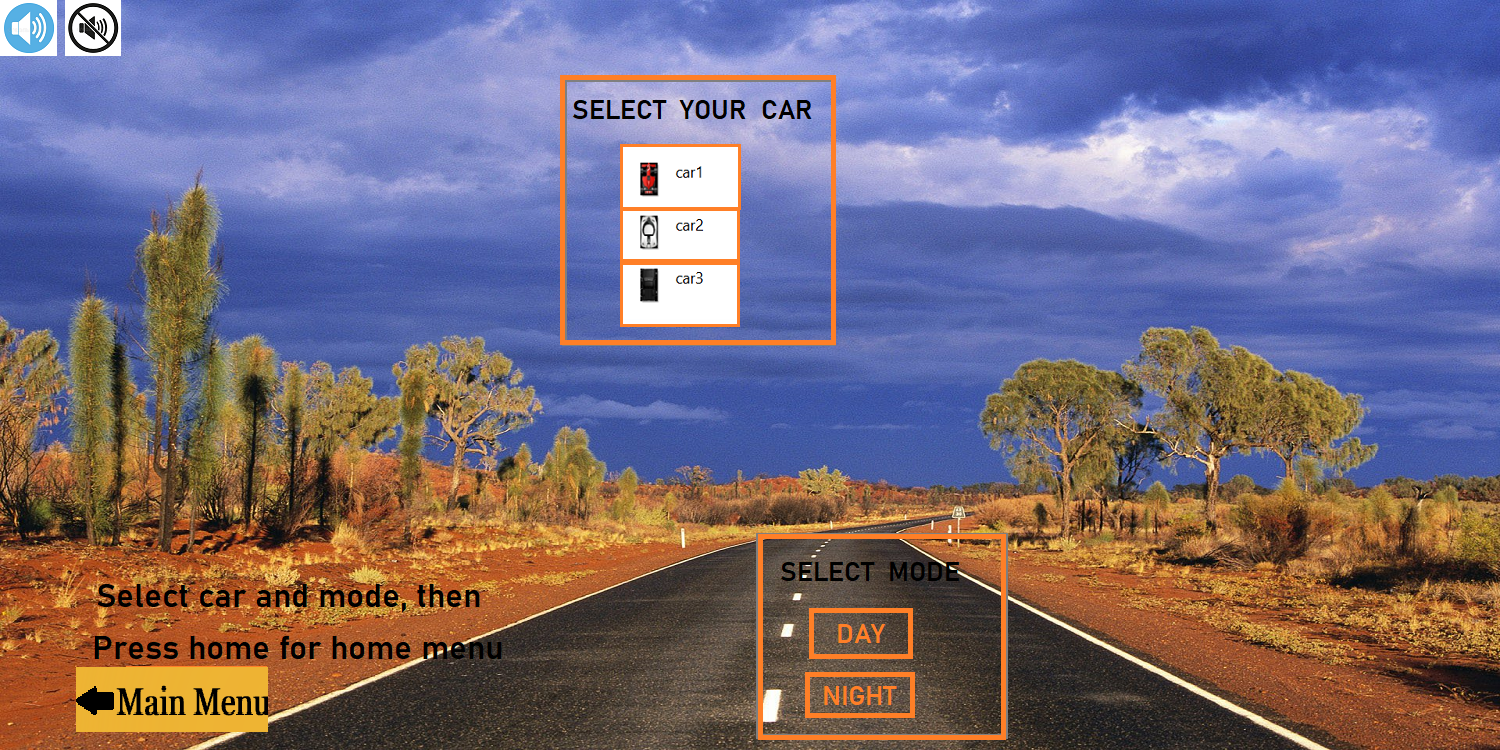 SELECT YOUR CAR
car1
car2
car3
SELECT MODE
DAY
NIGHT
Select car and mode, then
Press home for home menu
Main Menu